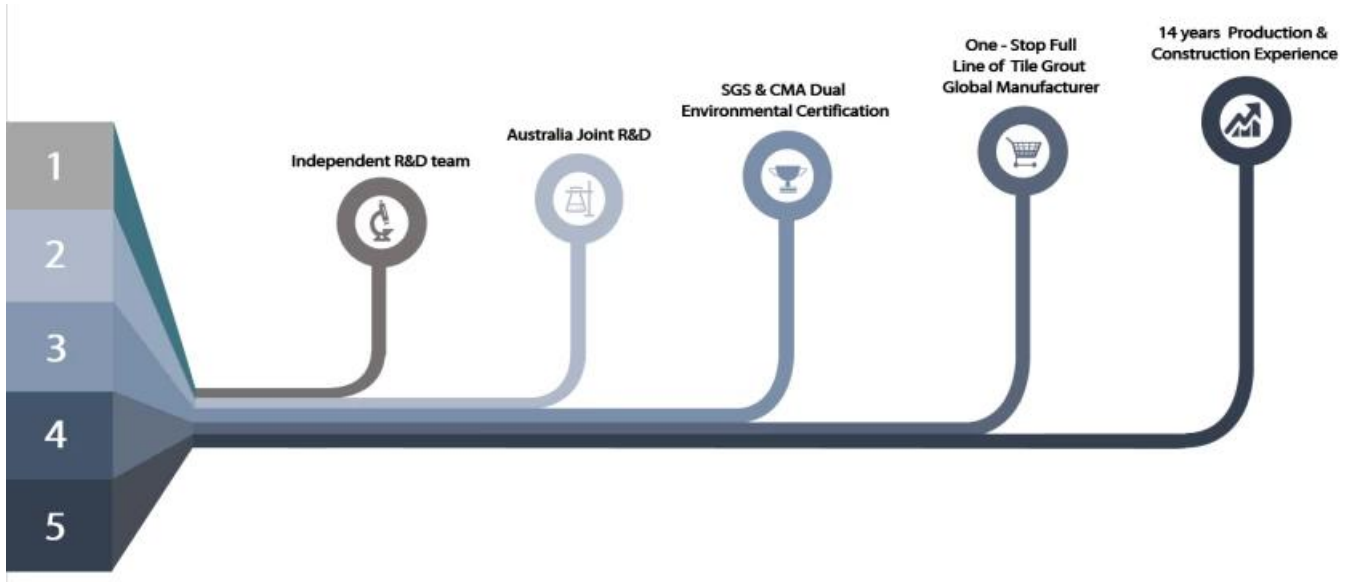 1
2
3
4
5
Independent R&D team
Australia Joint R&D
SGS & CMA Dual
Environmental Certification
One - Stop Full
Line of Tile Grout
Global Manufacturer
14 years Production &
Construction Experience